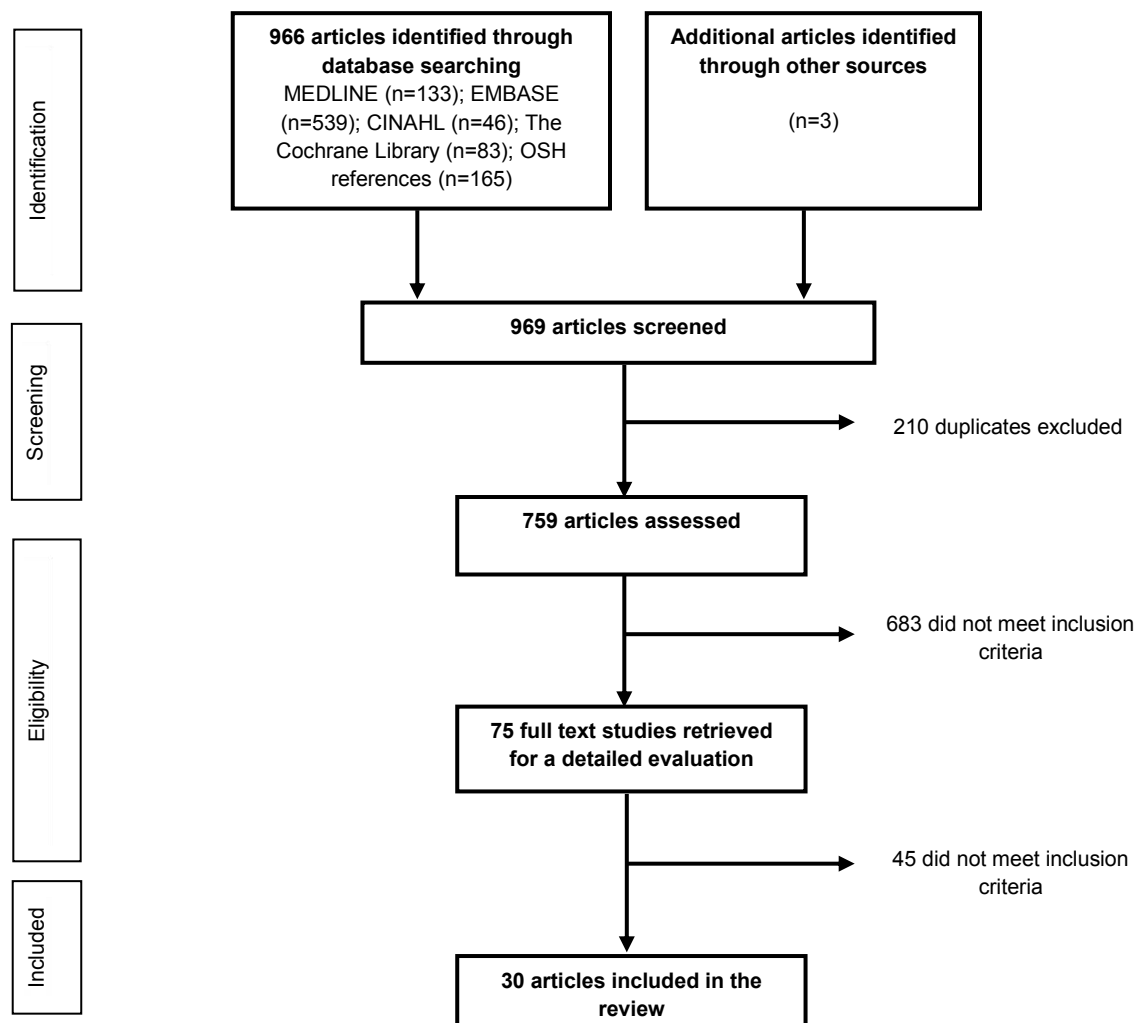 Identification
966 articles identified through
database searching
MEDLINE (n=133); EMBASE
(n=539); CINAHL (n=46); The
Cochrane Library (n=83); OSH
references (n=165)
Additional articles identified
through other sources
(n=3)
969 articles screened
Screening
210 duplicates excluded
759 articles assessed
Eligibility
683 did not meet inclusion
criteria
75 full text studies retrieved
for a detailed evaluation
45 did not meet inclusion
criteria
Included
30 articles included in the
review